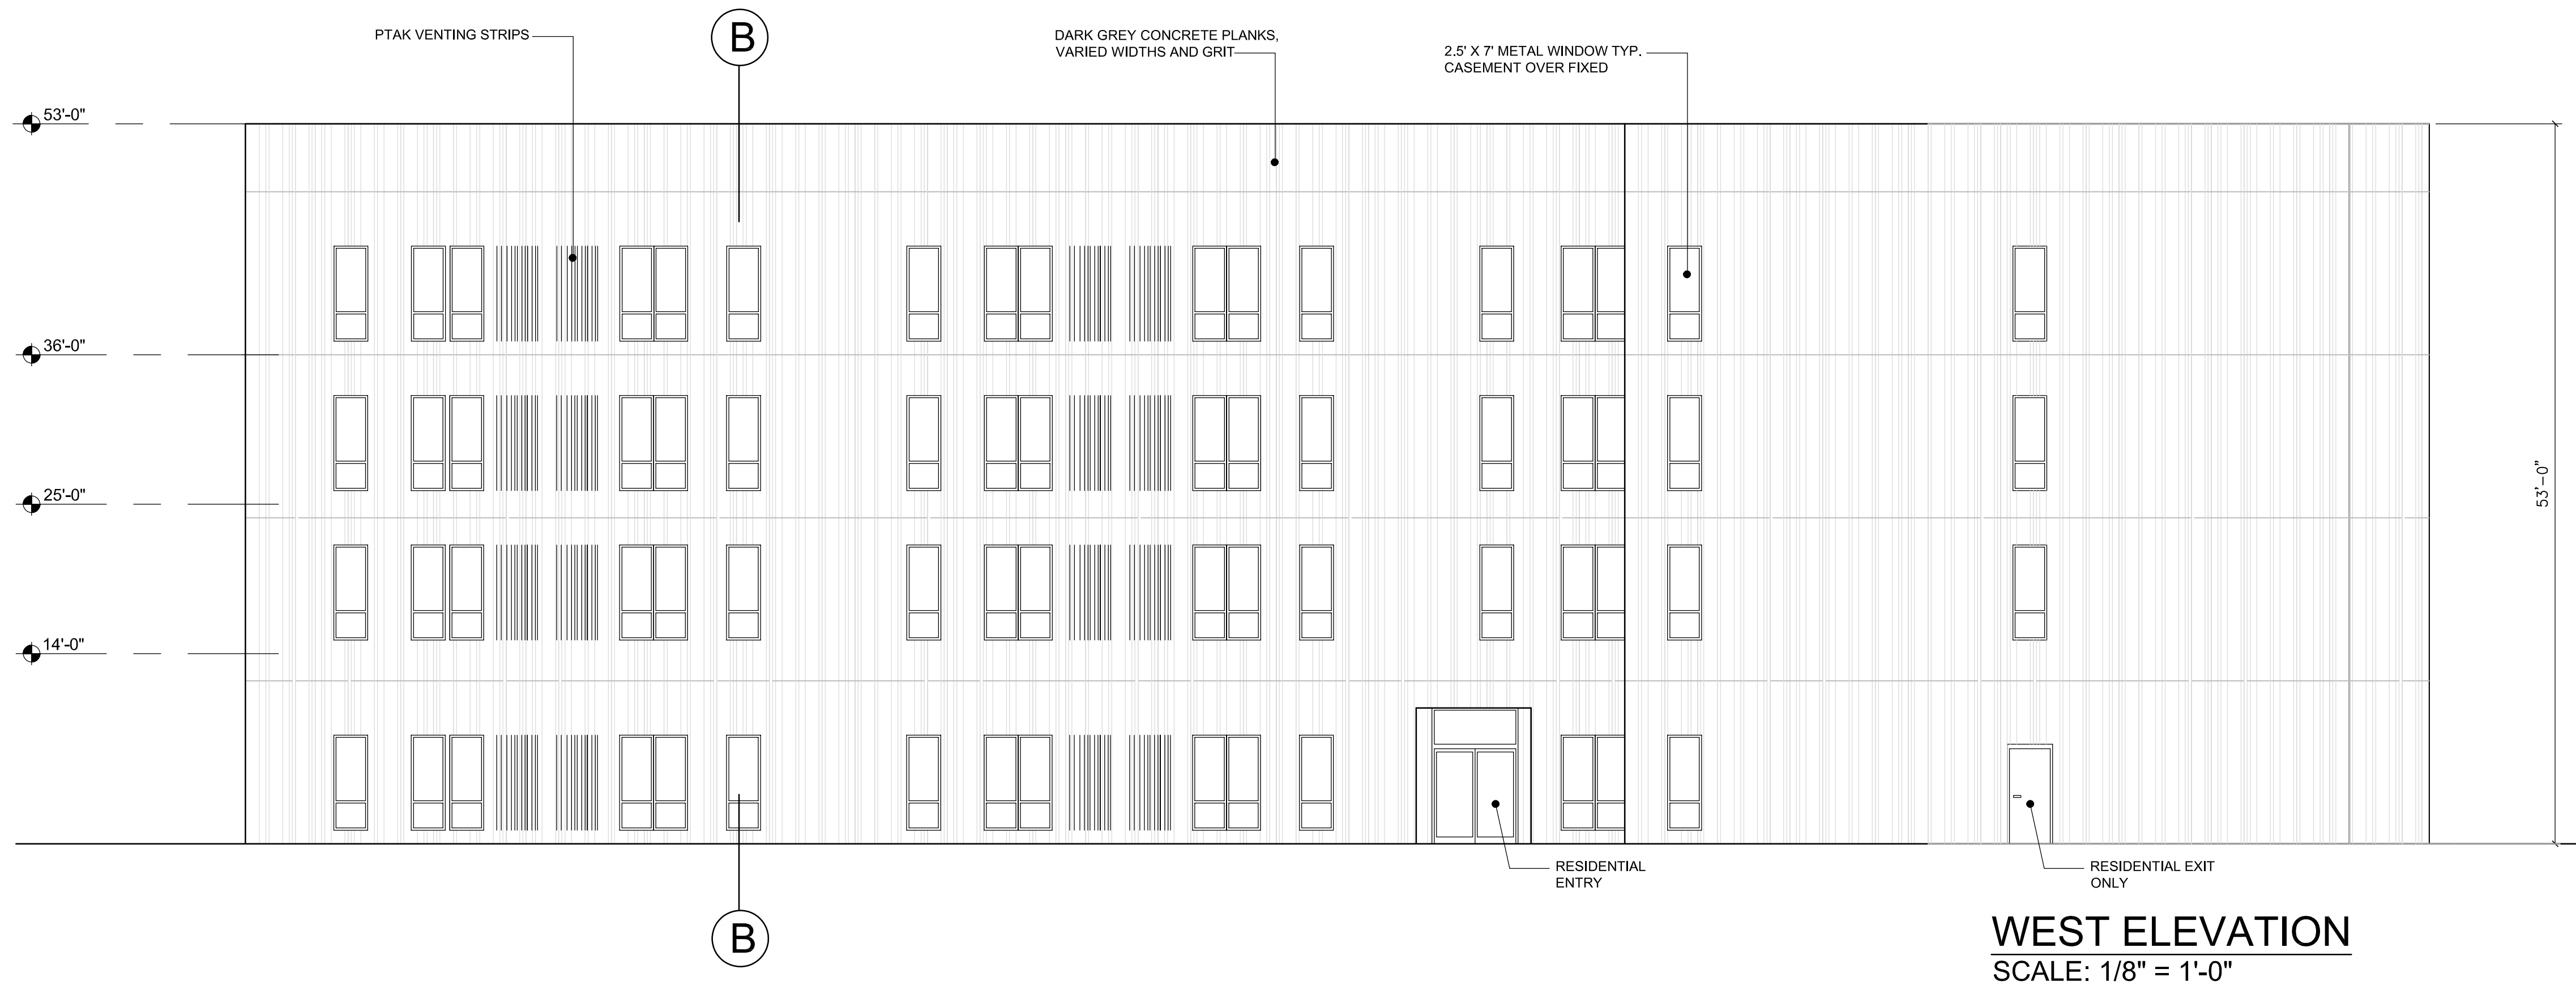 PTAK VENTING STRIPS
B
DARK GREY CONCRETE PLANKS,
VARIED WIDTHS AND GRIT
2.5' X 7' METAL WINDOW TYP.
CASEMENT OVER FIXED
53'-0"
36'-0"
25'-0"
14'-0"
53'-0"
RESIDENTIAL
ENTRY
RESIDENTIAL EXIT
ONLY
B
WEST ELEVATION
SCALE: 1/8" = 1'-0"